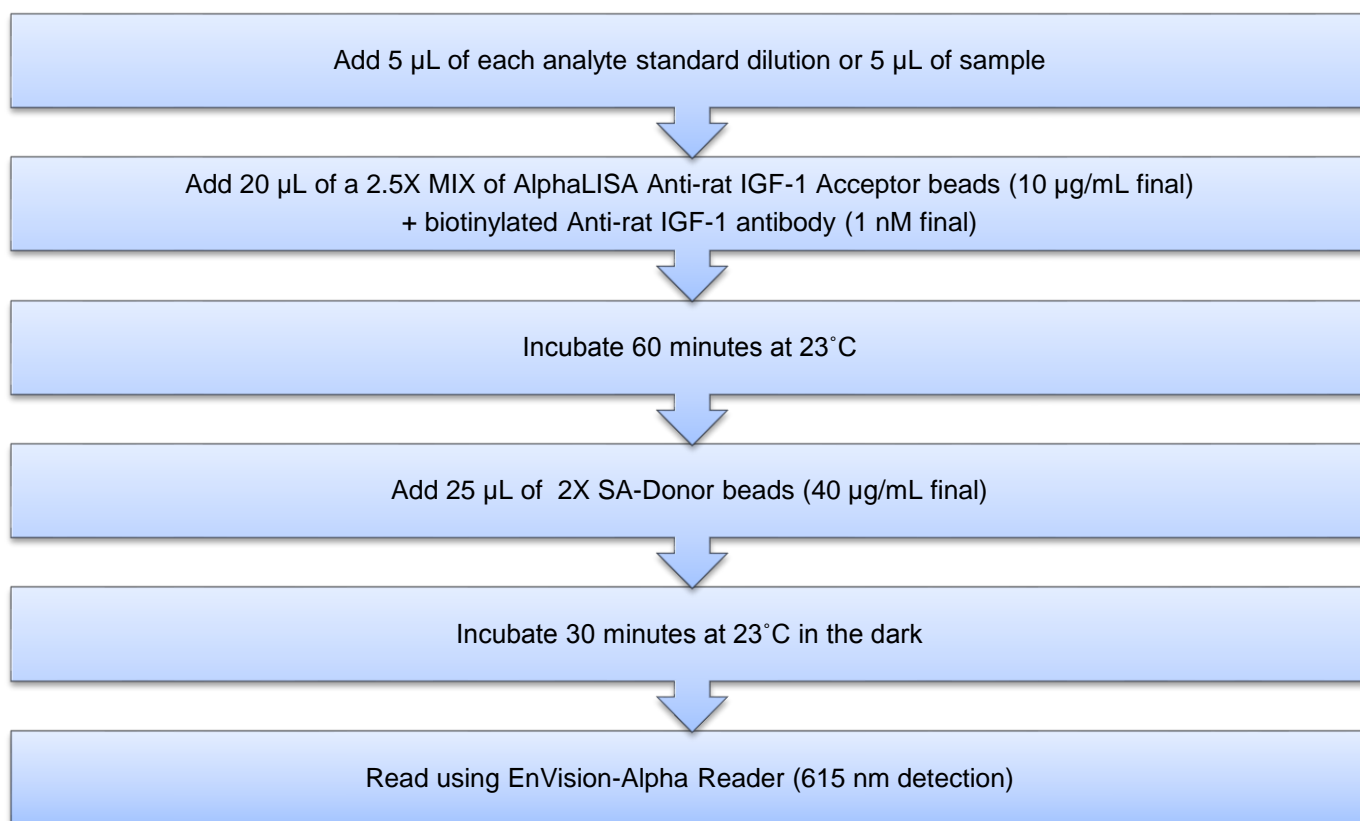 Add 5 µL of each analyte standard dilution or 5 µL of sample
Add 20 µL of a 2.5X MIX of AlphaLISA Anti-rat IGF-1 Acceptor beads (10 µg/mL final)
+ biotinylated Anti-rat IGF-1 antibody (1 nM final)
Incubate 60 minutes at 23˚C
Add 25 µL of 2X SA-Donor beads (40 µg/mL final)
Incubate 30 minutes at 23˚C in the dark
Read using EnVision-Alpha Reader (615 nm detection)